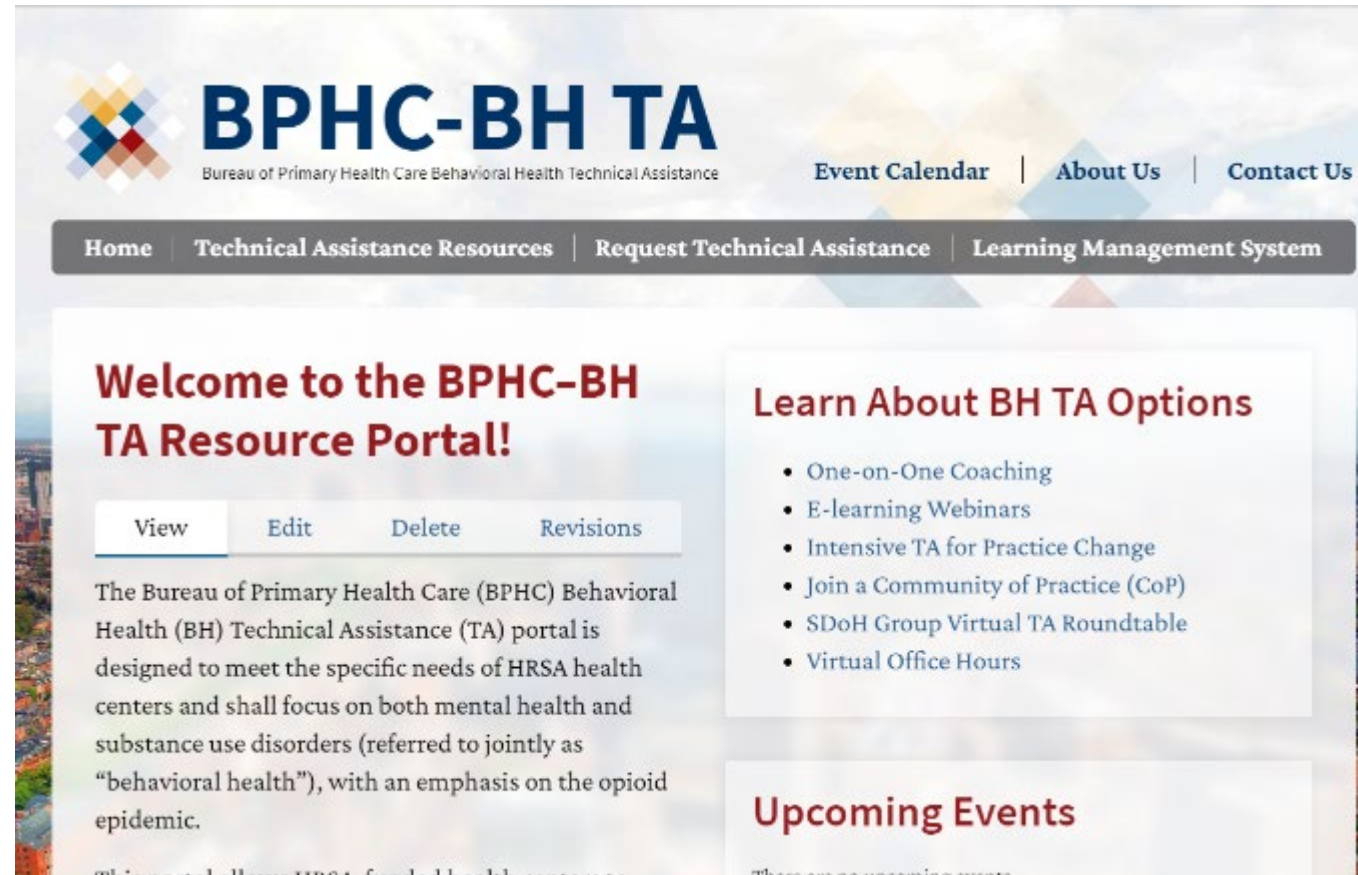 BPHC-BH TA
Bureau of Primary Health Care Behavioral Health Technical Assistance
Event Calendar | About Us | Contact Us
Home | Technical Assistance Resources | Request Technical Assistance | Learning Management System
Welcome to the BPHC–BH
TA Resource Portal!
View Edit Delete Revisions
The Bureau of Primary Health Care (BPHC) Behavioral
Health (BH) Technical Assistance (TA) portal is
designed to meet the specific needs of HRSA health
centers and shall focus on both mental health and
substance use disorders (referred to jointly as
“behavioral health”), with an emphasis on the opioid
epidemic.
Learn About BH TA Options
• One-on-One Coaching
• E-learning Webinars
• Intensive TA for Practice Change
• Join a Community of Practice (CoP)
• SDoH Group Virtual TA Roundtable
• Virtual Office Hours
Upcoming Events